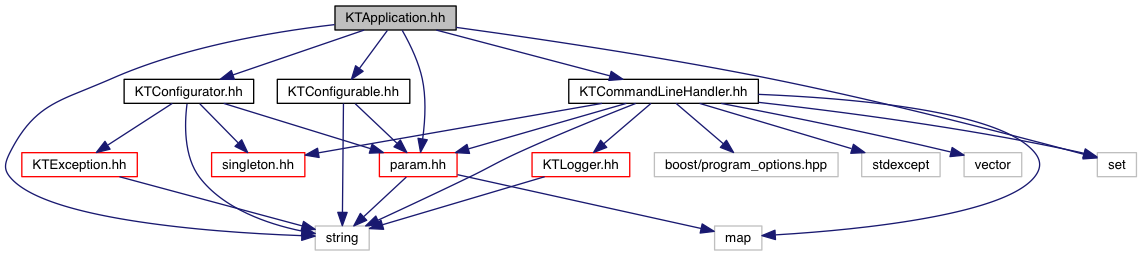 KTApplication.hh
KTConfigurator.hh
KTConfigurable.hh
KTCommandLineHandler.hh
KTException.hh
singleton.hh
param.hh
KTLogger.hh
boost/program_options.hpp
stdexcept
vector
set
string
map